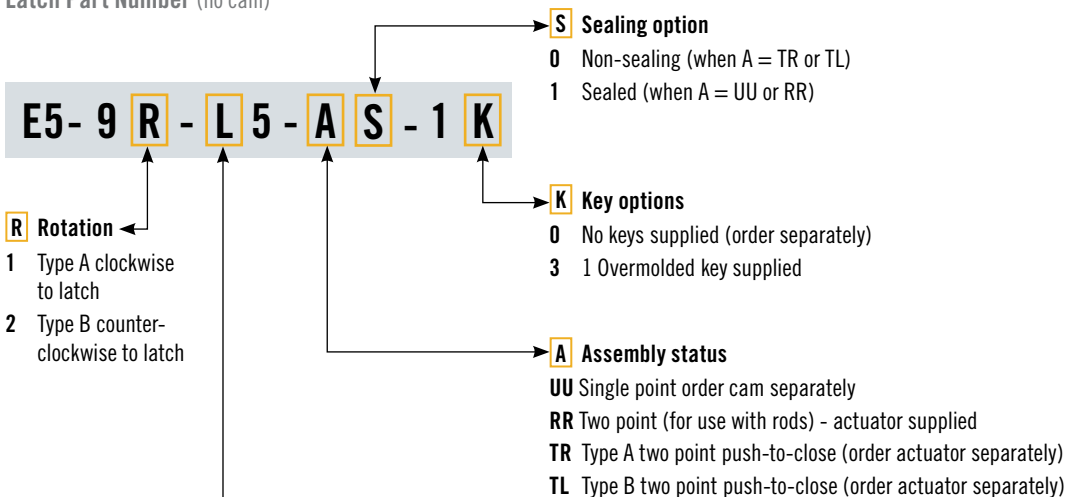 Latch Part Number (no cam)
E5- 9 R - L 5 - A S - 1 K
S Sealing option
0 Non-sealing (when A = TR or TL)
1 Sealed (when A = UU or RR)
R Rotation
1 Type A clockwise
to latch
2 Type B counter-
clockwise to latch
K Key options
0 No keys supplied (order separately)
3 1 Overmolded key supplied
A Assembly status
UU Single point order cam separately
RR Two point (for use with rods) - actuator supplied
TR Type A two point push-to-close (order actuator separately)
TL Type B two point push-to-close (order actuator separately)